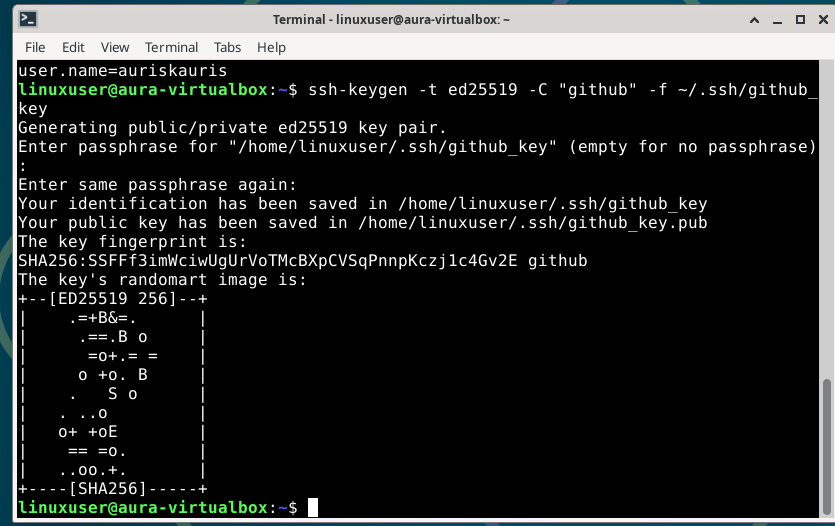 Terminal - linuxuser@aura-virtualbox: ~
File Edit View Terminal Tabs Help
user.name=auriskauris
linuxuser@aura-virtualbox:~$ ssh-keygen -t ed25519 -C "github" -f ~/.ssh/github_
key
Generating public/private ed25519 key pair.
Enter passphrase for "/home/linuxuser/.ssh/github_key" (empty for no passphrase)
:
Enter same passphrase again:
Your identification has been saved in /home/linuxuser/.ssh/github_key
Your public key has been saved in /home/linuxuser/.ssh/github_key.pub
The key fingerprint is:
SHA256:SSFFf3imWciwUgUrVoTMcBXpCVSqPnnpKczj1c4Gv2E github
The key's randomart image is:
+--[ED25519 256]--+
|    .=+B&=.      |
|     .==.B o     |
|      =o+.= =    |
|     o +o. B     |
|    .   S o      |
|   . ..o         |
|   o+ +oE        |
|    == =o.       |
|   ..oo.+.       |
+----[SHA256]-----+
linuxuser@aura-virtualbox:~$